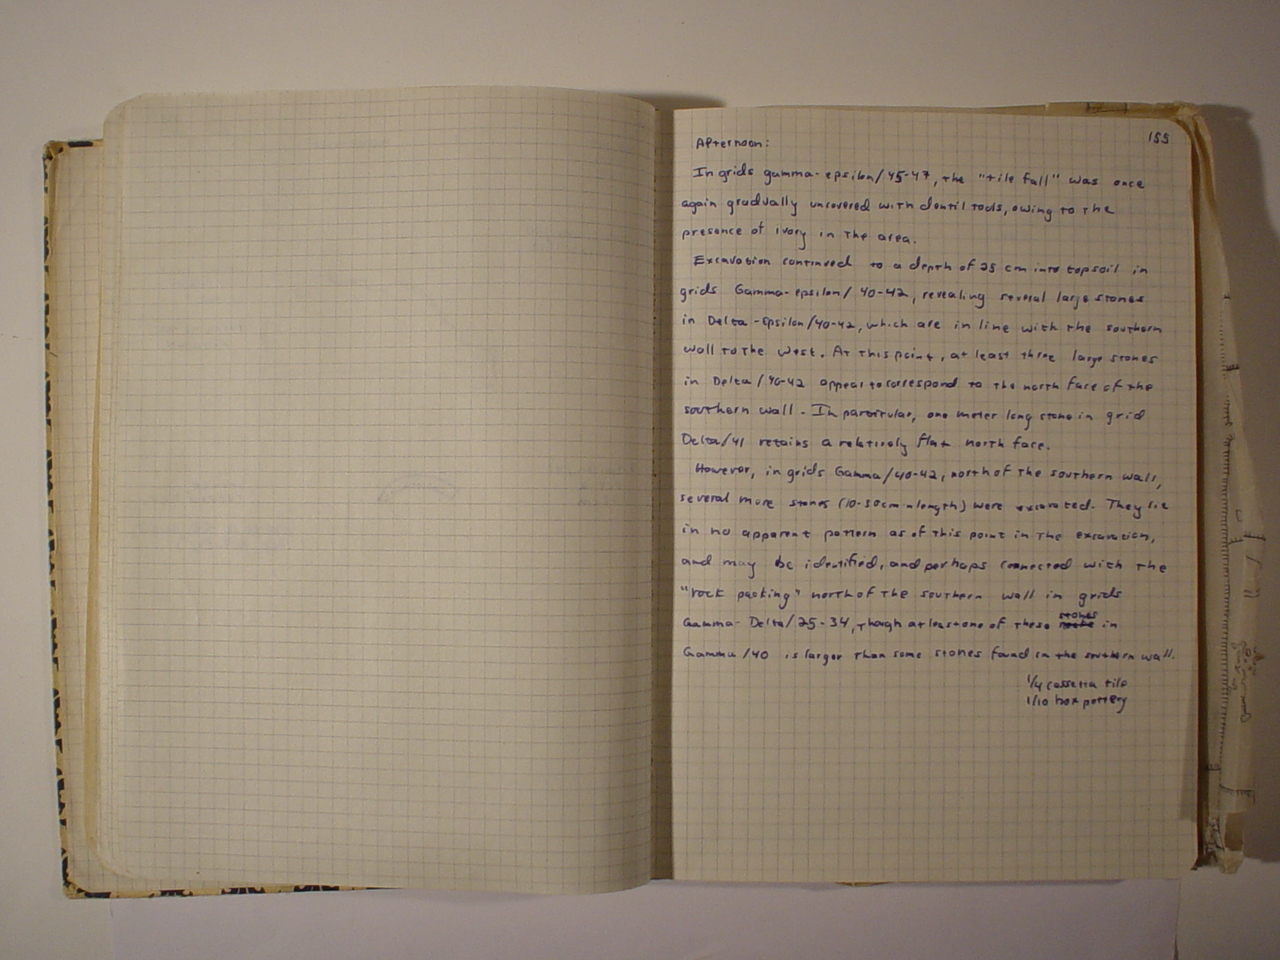 155
Afternoon:
In grids gamma-epsilon/45-47, the "tile fall" was once
again gradually uncovered with dentil tools, owing to the
presence of ivory in the area.
Excavation continued to a depth of 25 cm into topsoil in
grids Gamma-epsilon/40-42, revealing several large stones
in Delta-Epsilon/40-42, which are in line with the southern
wall to the west. At this point, at least three large stones
in Delta/40-42 appear to correspond to the north face of the
southern wall - In particular, one meter long stone in grid
Delta/41 retains a relatively flat north face.
However, in grids Gamma/40-42, north of the southern wall,
several more stones (10-50cm in length) were excavated. They lie
in no apparent pattern as of this point in the excavation,
and may be identified, and perhaps connected with the
"rock packing" north of the southern wall in grids
Gamma-Delta/25-34, though at least one of these stones in
Gamma/40 is larger than some stones found in the southern wall.
1/4 cassetta tile
1/10 box pottery